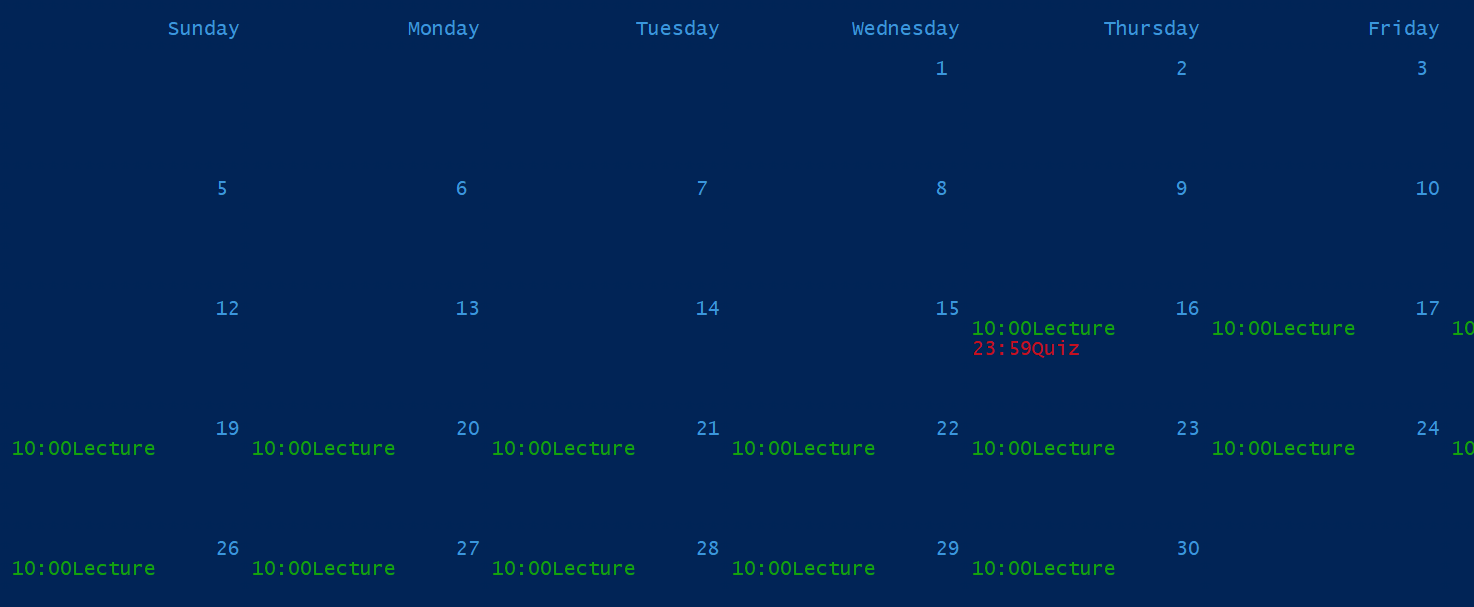 Sunday Monday Tuesday Wednesday Thursday Friday
1 2 3
5 6 7 8 9 10
12 13 14 15 16 17
10:00Lecture 10:00Lecture 10
23:59Quiz
19 20 21 22 23 24
10:00Lecture 10:00Lecture 10:00Lecture 10:00Lecture 10:00Lecture 10:00Lecture 10
26 27 28 29 30
10:00Lecture 10:00Lecture 10:00Lecture 10:00Lecture 10:00Lecture